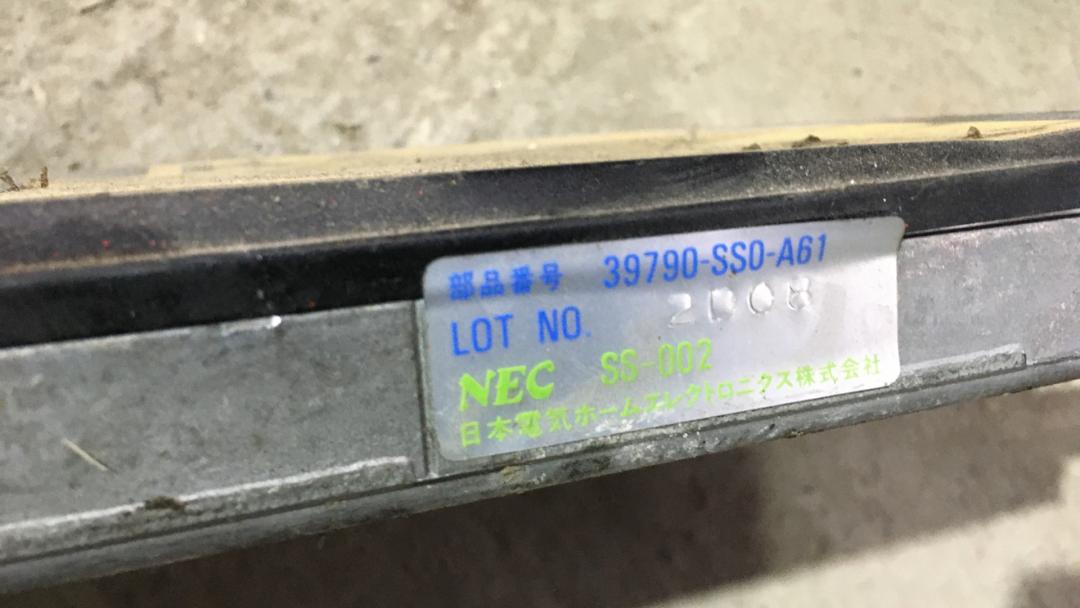 部品番号 39790-SS0-A61
LOT NO. 2D08
NEC SS-002
日本電気ホームエレクトロニクス株式会社